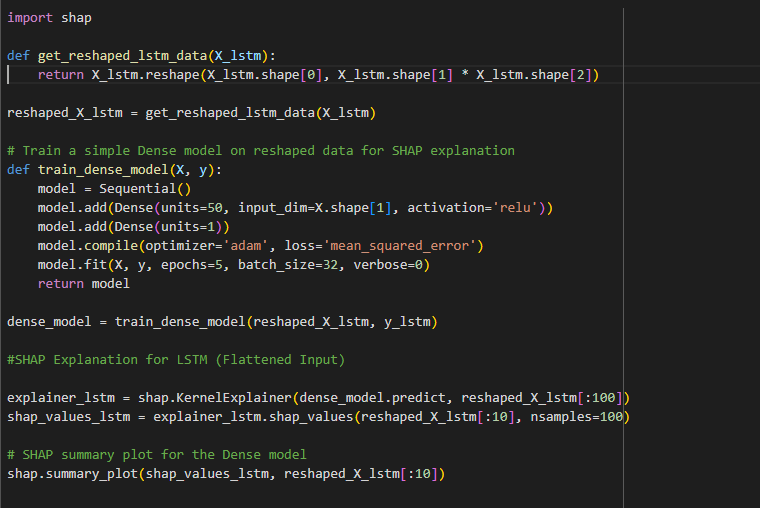 import shap
def get_reshaped_lstm_data(X_lstm):
    return X_lstm.reshape(X_lstm.shape[0], X_lstm.shape[1] * X_lstm.shape[2])
reshaped_X_lstm = get_reshaped_lstm_data(X_lstm)
# Train a simple Dense model on reshaped data for SHAP explanation
def train_dense_model(X, y):
    model = Sequential()
    model.add(Dense(units=50, input_dim=X.shape[1], activation='relu'))
    model.add(Dense(units=1))
    model.compile(optimizer='adam', loss='mean_squared_error')
    model.fit(X, y, epochs=5, batch_size=32, verbose=0)
    return model
dense_model = train_dense_model(reshaped_X_lstm, y_lstm)
#SHAP Explanation for LSTM (Flattened Input)
explainer_lstm = shap.KernelExplainer(dense_model.predict, reshaped_X_lstm[:100])
shap_values_lstm = explainer_lstm.shap_values(reshaped_X_lstm[:10], nsamples=100)
# SHAP summary plot for the Dense model
shap.summary_plot(shap_values_lstm, reshaped_X_lstm[:10])